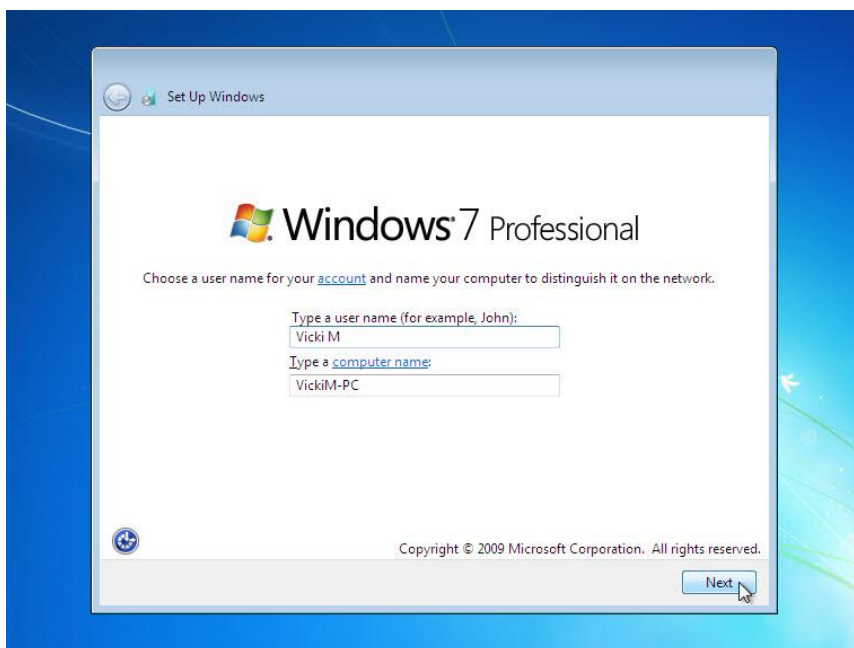 Set Up Windows
Windows 7 Professional
Choose a user name for your account and name your computer to distinguish it on the network.
Type a user name (for example, John):
Vicki M
Type a computer name:
VickiM-PC
Copyright © 2009 Microsoft Corporation. All rights reserved.
Next